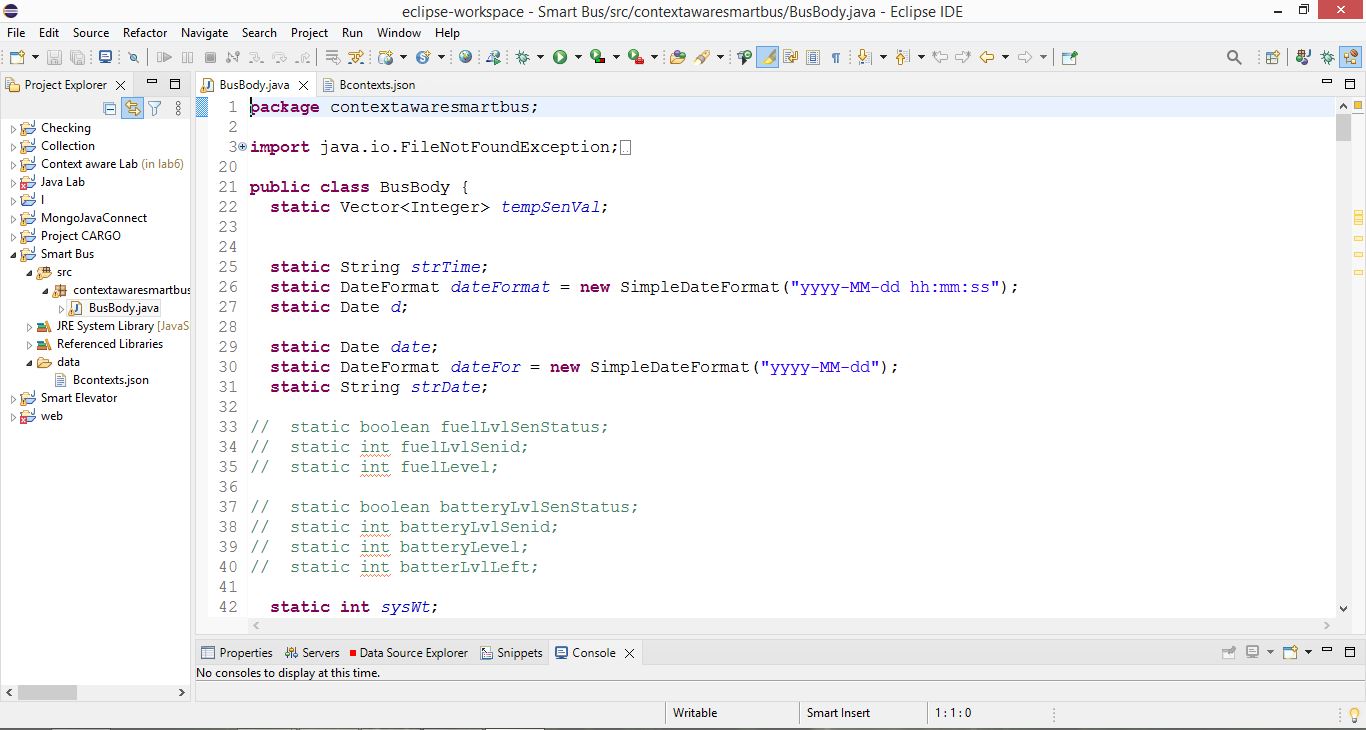 eclipse-workspace - Smart Bus/src/contextawaresmartbus/BusBody.java - Eclipse IDE
File Edit Source Refactor Navigate Search Project Run Window Help
Project Explorer
Checking
Collection
Context aware Lab (in lab6)
Java Lab
I
MongoJavaConnect
Project CARGO
Smart Bus
src
contextawaresmartbus
BusBody.java
JRE System Library [JavaS
Referenced Libraries
data
Bcontexts.json
Smart Elevator
web
BusBody.java Bcontexts.json
1 package contextawaresmartbus;
2
3 import java.io.FileNotFoundException;
20
21 public class BusBody {
22 static Vector<Integer> tempSenVal;
23
24
25 static String strTime;
26 static DateFormat dateFormat = new SimpleDateFormat("yyyy-MM-dd hh:mm:ss");
27 static Date d;
28
29 static Date date;
30 static DateFormat dateFor = new SimpleDateFormat("yyyy-MM-dd");
31 static String strDate;
32
33 // static boolean fuelLvlSenStatus;
34 // static int fuelLvlSenid;
35 // static int fuelLevel;
36
37 // static boolean batteryLvlSenStatus;
38 // static int batteryLvlSenid;
39 // static int batteryLevel;
40 // static int batterLvlLeft;
41
42 static int sysWt;
Properties Servers Data Source Explorer Snippets Console
No consoles to display at this time.
Writable Smart Insert 1 : 1 : 0